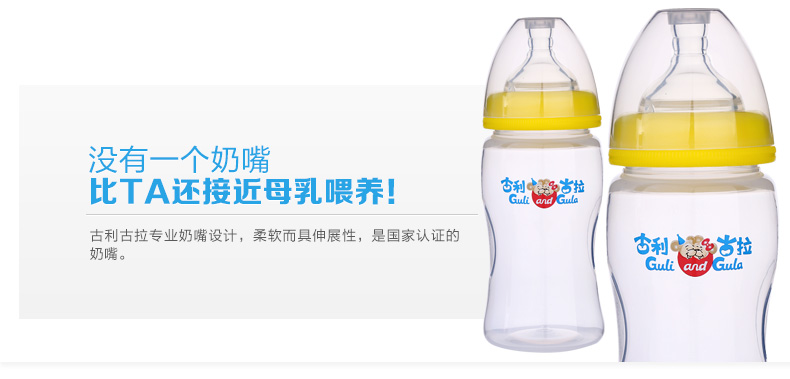 没有一个奶嘴
比TA还接近母乳喂养!
古利古拉专业奶嘴设计，柔软而具伸展性，是国家认证的
奶嘴。
古利古拉
Guli and Gula
古利古拉
Guli and Gula